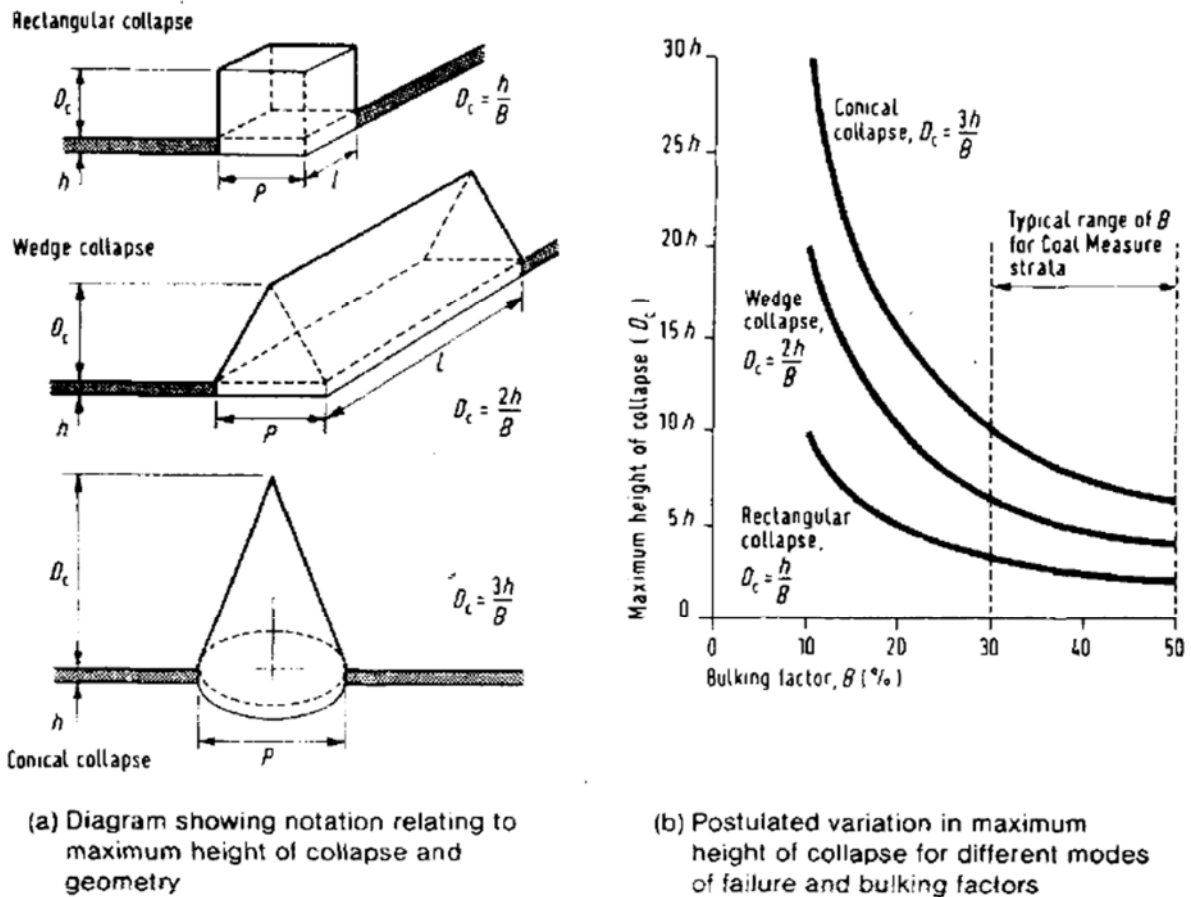 Rectangular collapse
D_c
D_c = h/B
h
P
l
Wedge collapse
D_c
h
P
l
D_c = 2h/B
D_c
D_c = 3h/B
h
P
Conical collapse
(a) Diagram showing notation relating to
maximum height of collapse and
geometry
Maximum height of collapse (D_c)
30h
25h
20h
15h
10h
5h
0
Conical
collapse, D_c = 3h/B
Typical range of B
for Coal Measure
strata
Wedge
collapse,
D_c = 2h/B
Rectangular
collapse,
D_c = h/B
0 10 20 30 40 50
Bulking factor, B (%)
(b) Postulated variation in maximum
height of collapse for different modes
of failure and bulking factors